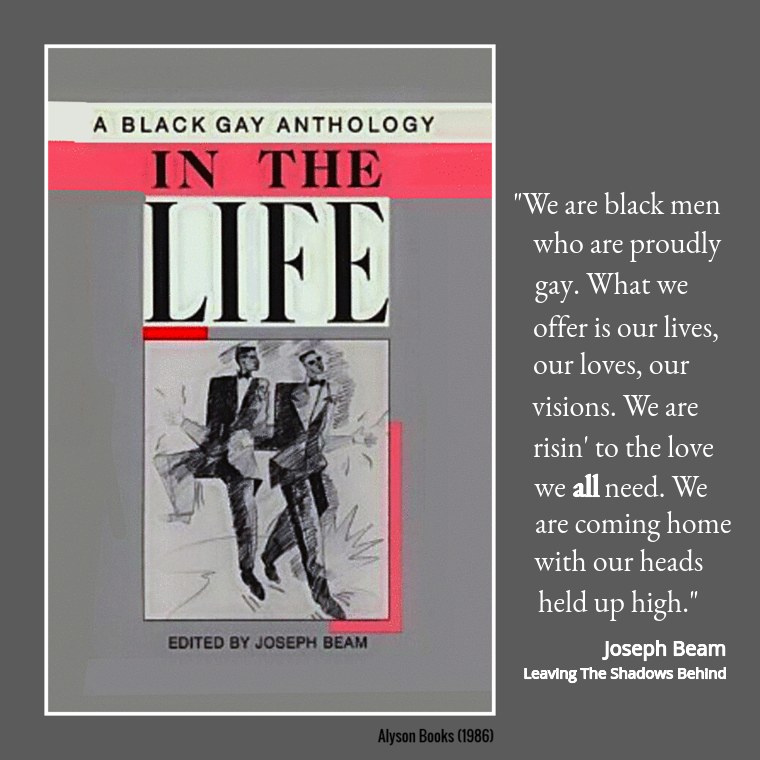 A BLACK GAY ANTHOLOGY
IN THE
LIFE
EDITED BY JOSEPH BEAM
Alyson Books (1986)
"We are black men
who are proudly
gay. What we
offer is our lives,
our loves, our
visions. We are
risin' to the love
we all need. We
are coming home
with our heads
held up high."
Joseph Beam
Leaving The Shadows Behind